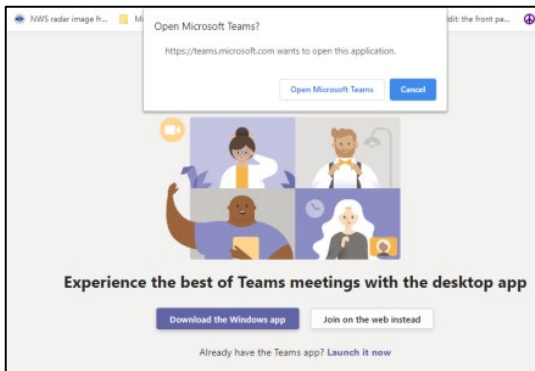 NWS radar image fr...
Open Microsoft Teams?
https://teams.microsoft.com wants to open this application.
Open Microsoft Teams Cancel
dit: the front pa...
Experience the best of Teams meetings with the desktop app
Download the Windows app Join on the web instead
Already have the Teams app? Launch it now